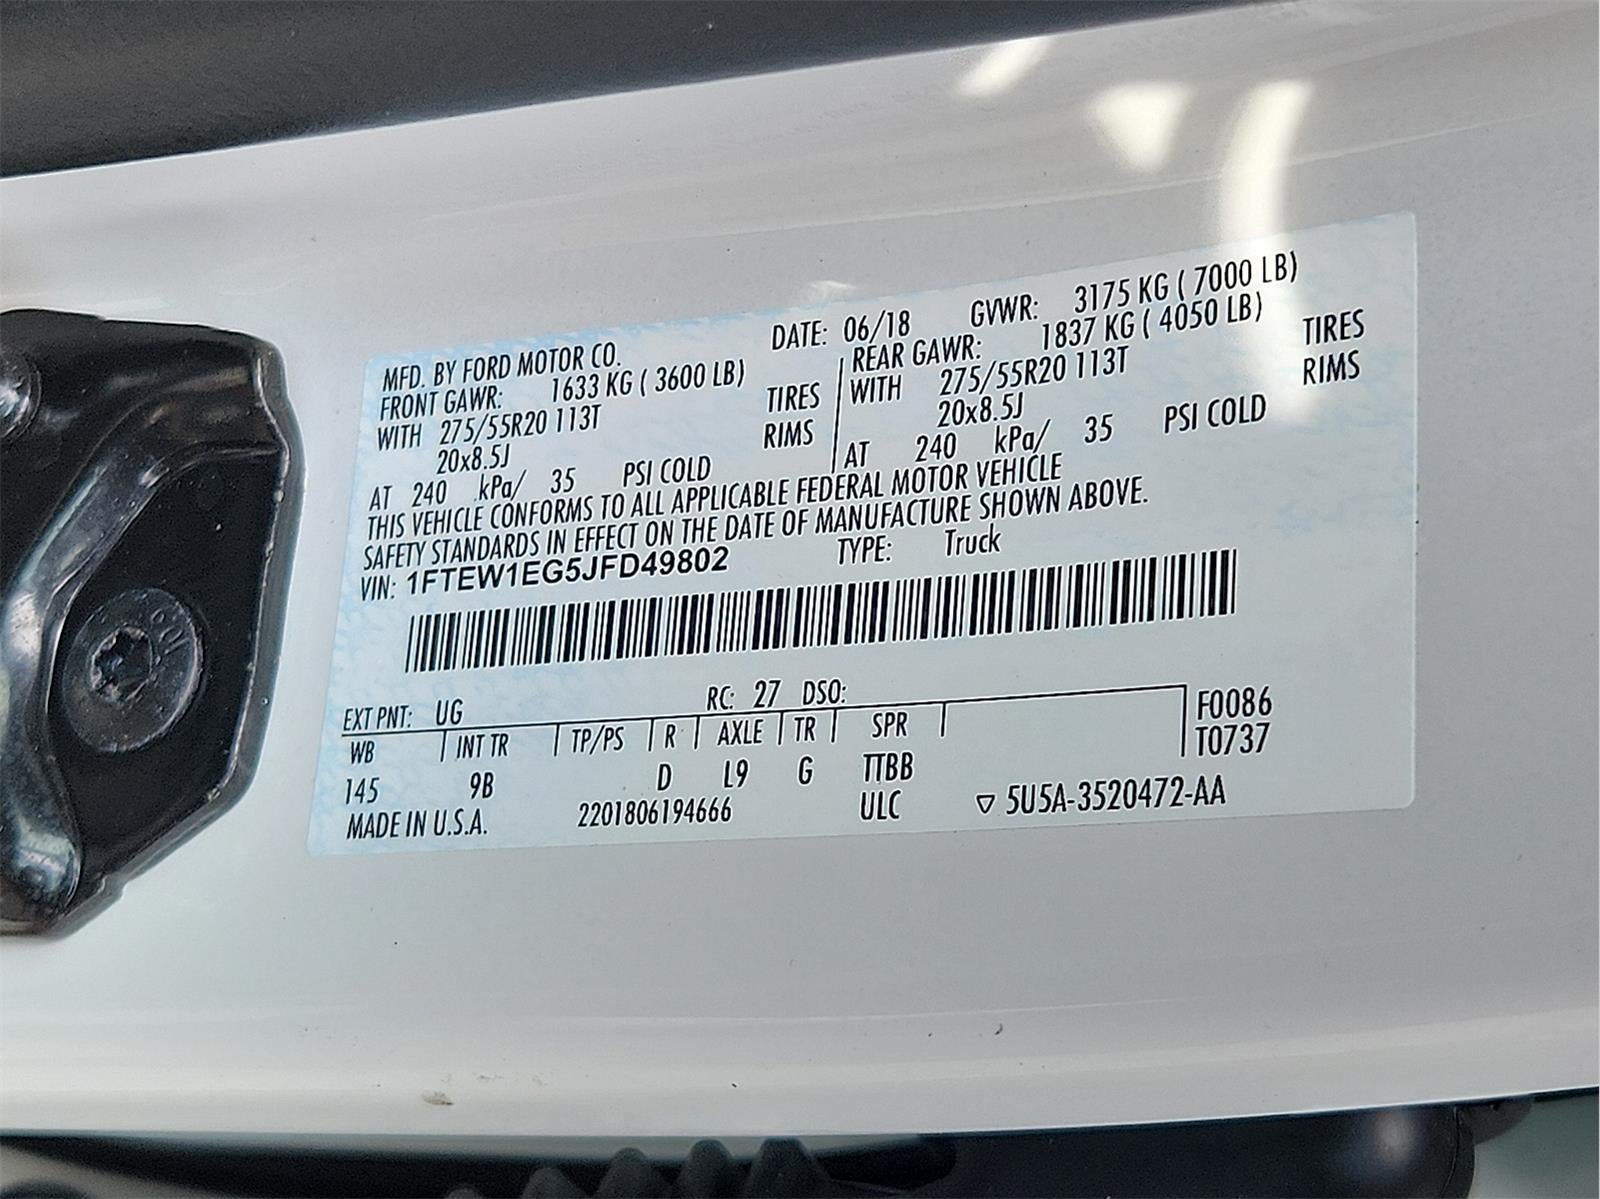 MFD. BY FORD MOTOR CO. DATE: 06/18 GVWR: 3175 KG ( 7000 LB)
FRONT GAWR: 1633 KG ( 3600 LB) REAR GAWR: 1837 KG ( 4050 LB)
WITH 275/55R20 113T TIRES WITH 275/55R20 113T TIRES
20x8.5J RIMS 20x8.5J RIMS
AT 240 kPa/ 35 PSI COLD AT 240 kPa/ 35 PSI COLD
THIS VEHICLE CONFORMS TO ALL APPLICABLE FEDERAL MOTOR VEHICLE
SAFETY STANDARDS IN EFFECT ON THE DATE OF MANUFACTURE SHOWN ABOVE.
VIN: 1FTEW1EG5JFD49802 TYPE: Truck
EXT PNT: UG RC: 27 DSO:
WB INT TR TP/PS R AXLE TR SPR F0086
T0737
145 9B D L9 G TTBB
MADE IN U.S.A. 2201806194666 ULC ▽ 5U5A-3520472-AA